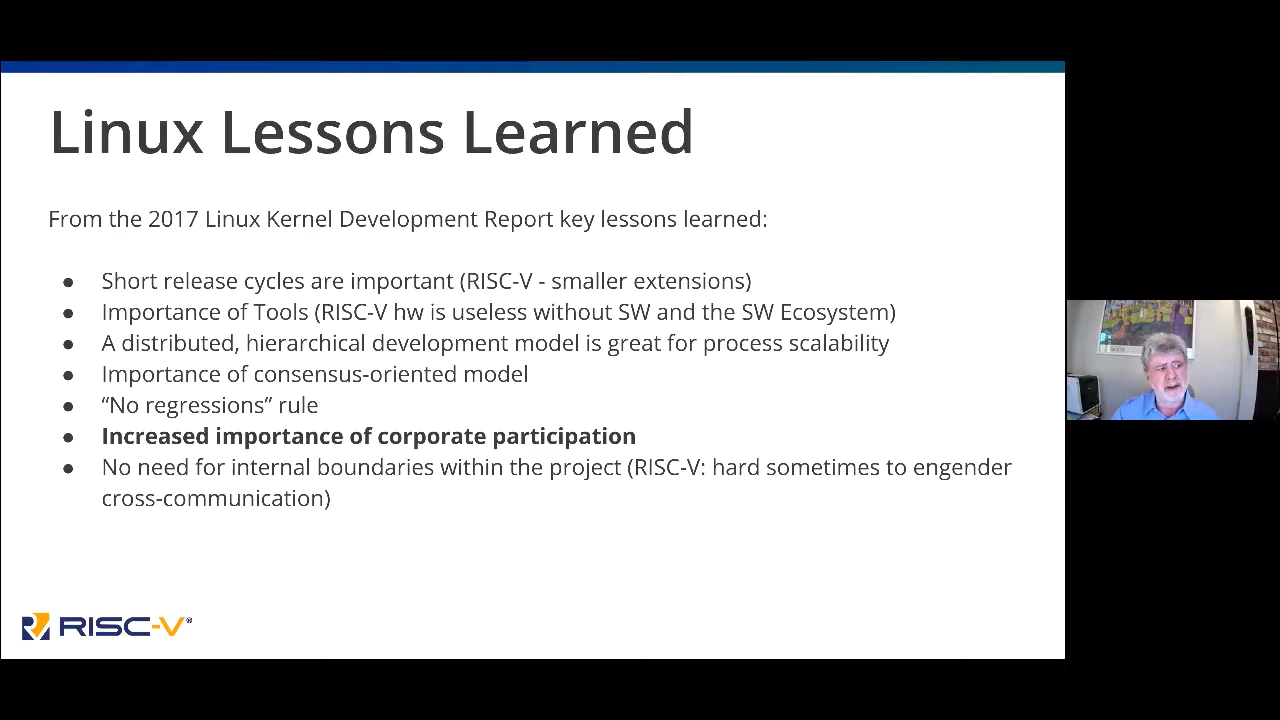 Linux Lessons Learned
From the 2017 Linux Kernel Development Report key lessons learned:
● Short release cycles are important (RISC-V - smaller extensions)
● Importance of Tools (RISC-V hw is useless without SW and the SW Ecosystem)
● A distributed, hierarchical development model is great for process scalability
● Importance of consensus-oriented model
● “No regressions” rule
● Increased importance of corporate participation
● No need for internal boundaries within the project (RISC-V: hard sometimes to engender
cross-communication)
RISC-V®